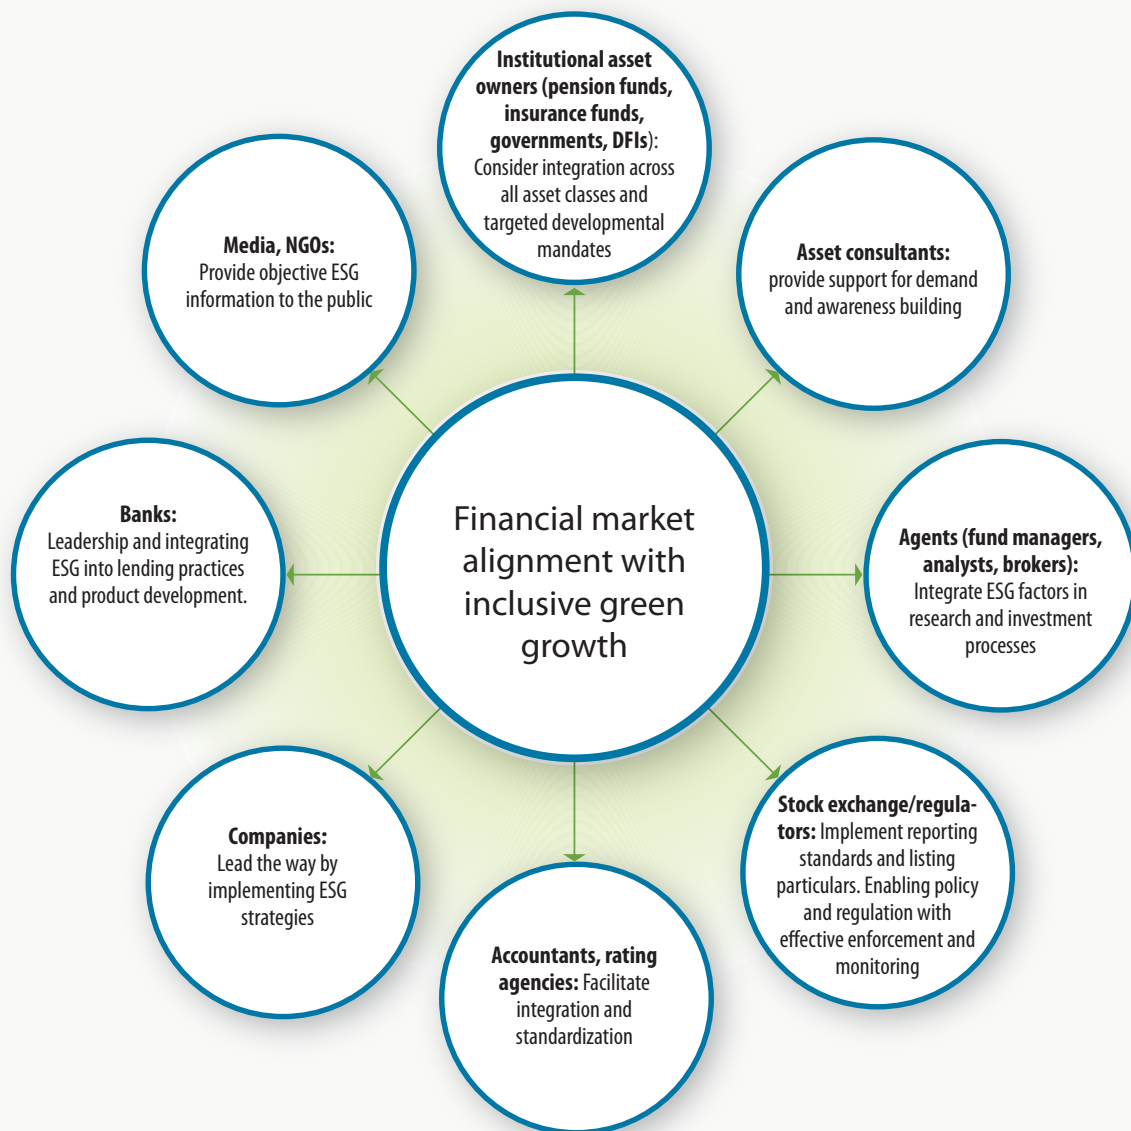 Institutional asset
owners (pension funds,
insurance funds,
governments, DFIs):
Consider integration across
all asset classes and
targeted developmental
mandates
Media, NGOs:
Provide objective ESG
information to the public
Asset consultants:
provide support for demand
and awareness building
Banks:
Leadership and integrating
ESG into lending practices
and product development.
Financial market
alignment with
inclusive green
growth
Agents (fund managers,
analysts, brokers):
Integrate ESG factors in
research and investment
processes
Companies:
Lead the way by
implementing ESG
strategies
Accountants, rating
agencies: Facilitate
integration and
standardization
Stock exchange/regula-
tors: Implement reporting
standards and listing
particulars. Enabling policy
and regulation with
effective enforcement and
monitoring